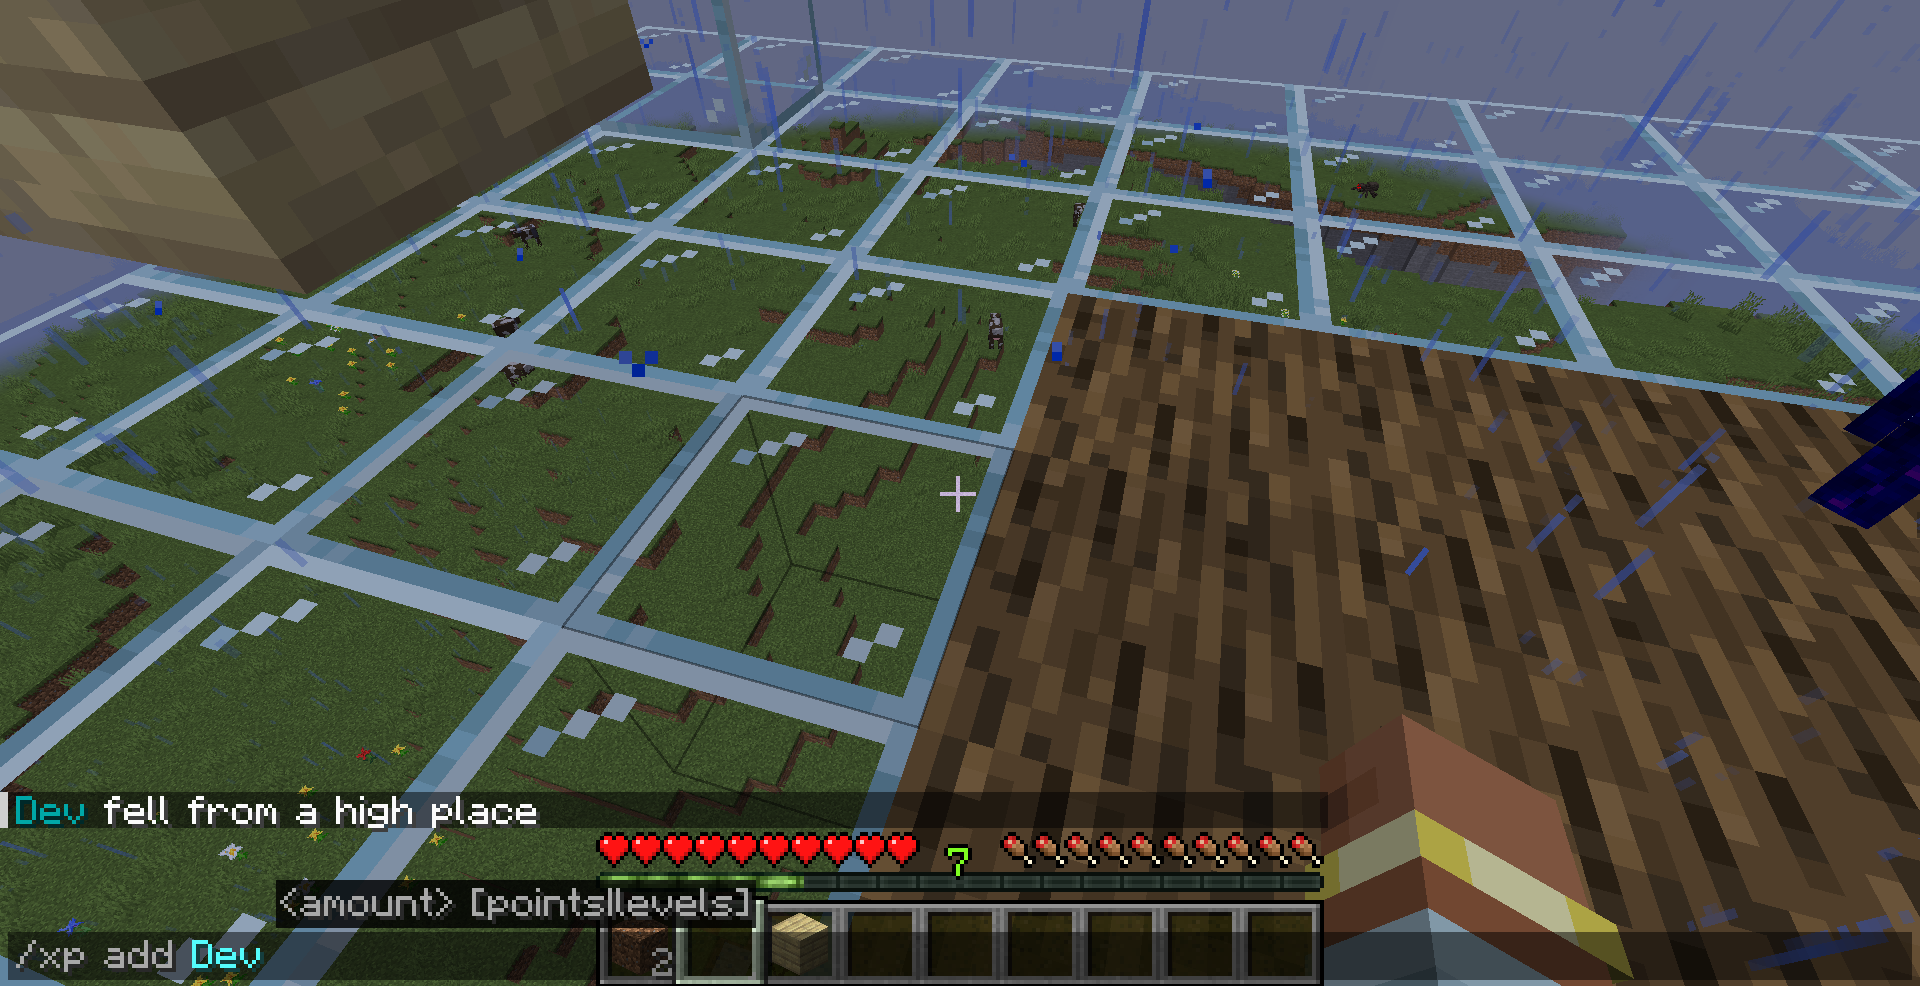 Dev fell from a high place
7
<amount> [points|levels]
2
/xp add Dev